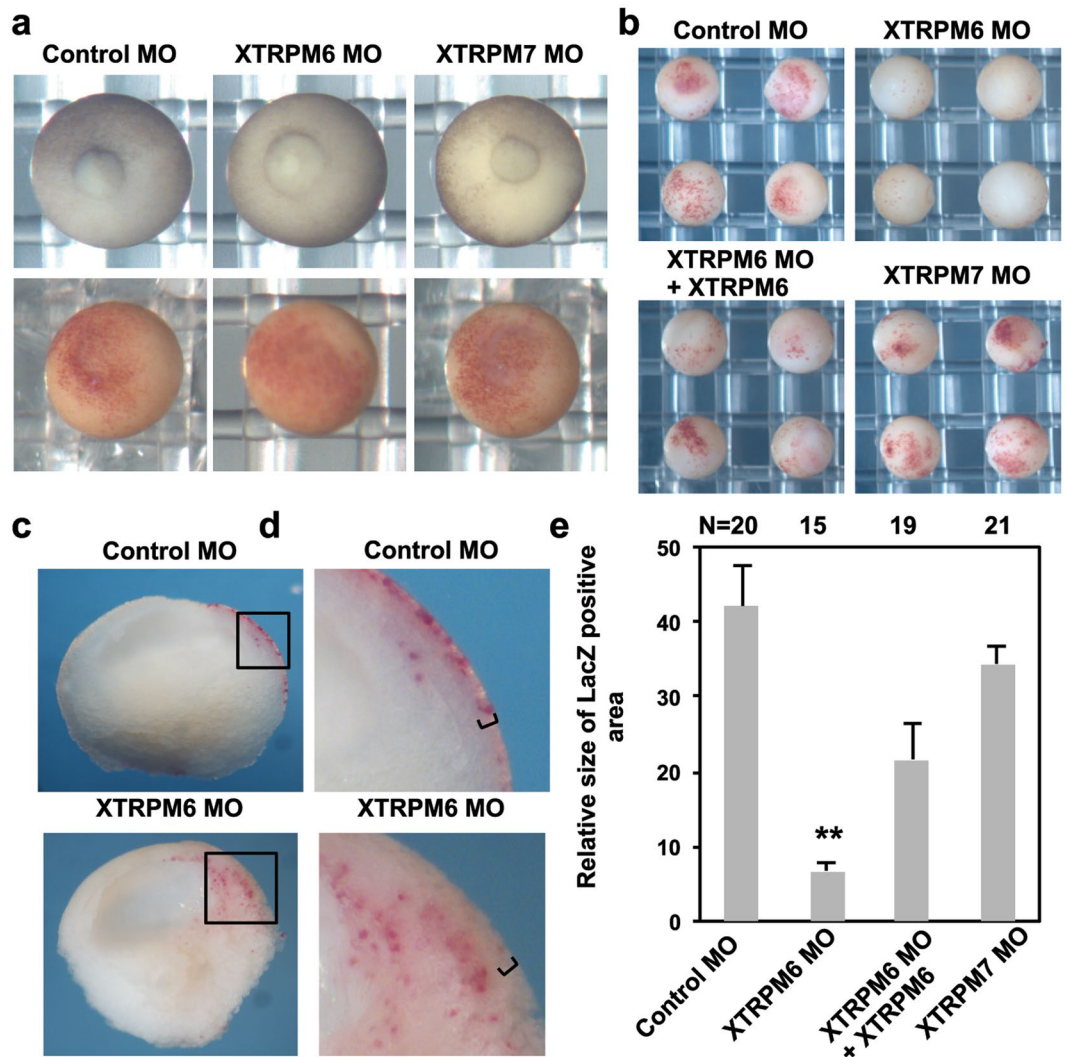 a
Control MO
XTRPM6 MO
XTRPM7 MO
b
Control MO
XTRPM6 MO
XTRPM6 MO
+ XTRPM6
XTRPM7 MO
c
Control MO
XTRPM6 MO
d
Control MO
XTRPM6 MO
e
N=20
15
19
21
Relative size of LacZ positive
area
50
40
30
20
10
0
**
Control MO
XTRPM6 MO
XTRPM6 MO
+ XTRPM6
XTRPM7 MO